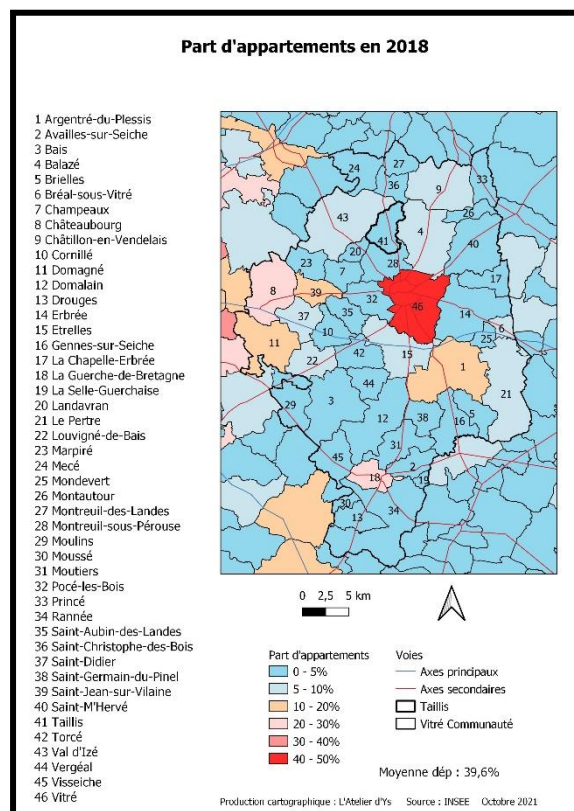 Part d'appartements en 2018
1 Argentré-du-Plessis
2 Availles-sur-Seiche
3 Bais
4 Balazé
5 Brielles
6 Bréal-sous-Vitré
7 Champeaux
8 Châteaubourg
9 Châtillon-en-Vendelais
10 Cornillé
11 Domagné
12 Domalain
13 Drouges
14 Erbrée
15 Etrelles
16 Gennes-sur-Seiche
17 La Chapelle-Erbrée
18 La Guerche-de-Bretagne
19 La Selle-Guerchaise
20 Landavran
21 Le Pertre
22 Louvigné-de-Bais
23 Marpiré
24 Mecé
25 Mondevert
26 Montautour
27 Montreuil-des-Landes
28 Montreuil-sous-Pérouse
29 Moulins
30 Moussé
31 Moutiers
32 Pocé-les-Bois
33 Princé
34 Rannée
35 Saint-Aubin-des-Landes
36 Saint-Christophe-des-Bois
37 Saint-Didier
38 Saint-Germain-du-Pinel
39 Saint-Jean-sur-Vilaine
40 Saint-M'Hervé
41 Taillis
42 Torcé
43 Val d'Izé
44 Vergéal
45 Visseiche
46 Vitré
24 27 33
36 9
43 26
41 4 40
20
23 7 28 17
8 39 46
37 35 32 14 6
11 10 25
22 42 15 1
44 21
29 3
12 38 16 5
31
45 2
18 19
30 34
13
0 2,5 5 km
Part d'appartements
0 - 5%
5 - 10%
10 - 20%
20 - 30%
30 - 40%
40 - 50%
Voies
Axes principaux
Axes secondaires
Taillis
Vitré Communauté
Moyenne dép : 39,6%
Production cartographique : L'Atelier d'Ys Source : INSEE Octobre 2021